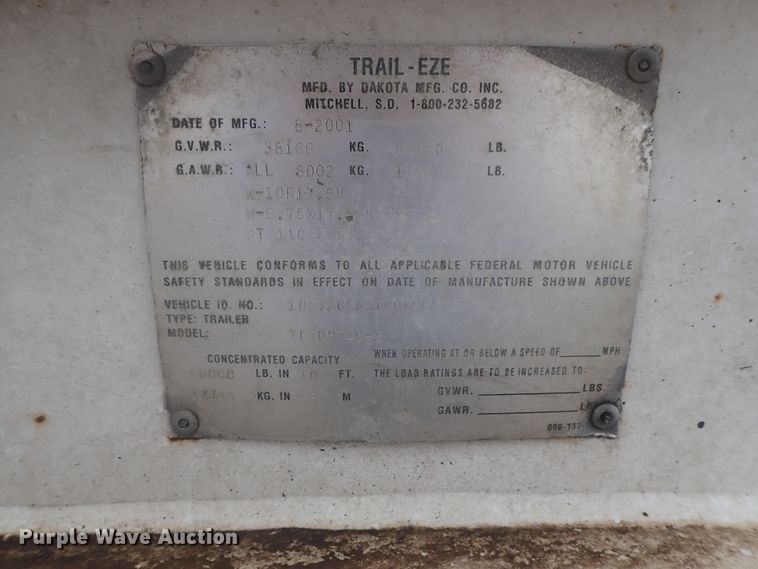 TRAIL-EZE
MFD. BY DAKOTA MFG. CO. INC.
MITCHELL, S.D. 1-800-232-5682
DATE OF MFG.: 8-2001
G.V.W.R.: 38166 KG. LB.
G.A.W.R.: ALL 8002 KG. LB.
THIS VEHICLE CONFORMS TO ALL APPLICABLE FEDERAL MOTOR VEHICLE
SAFETY STANDARDS IN EFFECT ON DATE OF MANUFACTURE SHOWN ABOVE
VEHICLE ID. NO.:
TYPE: TRAILER
MODEL:
WHEN OPERATING AT OR BELOW A SPEED OF MPH
CONCENTRATED CAPACITY
LB. IN 10 FT. THE LOAD RATINGS ARE TO BE INCREASED TO:
KG. IN M GVWR. LBS.
GAWR.
Purple Wave Auction